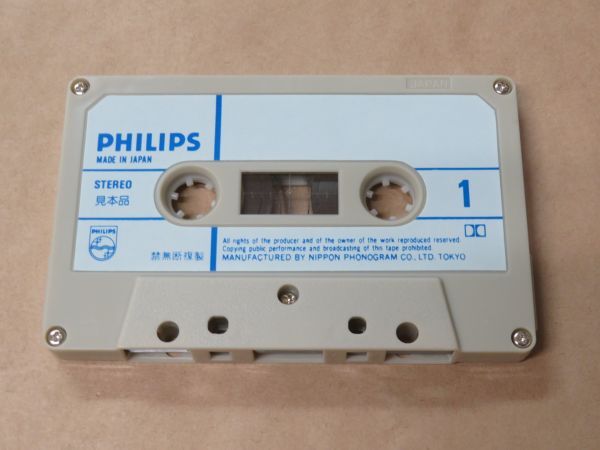 JAPAN
PHILIPS
MADE IN JAPAN
STEREO
見本品
1
PHILIPS
禁無断複製
All rights of the producer and of the owner of the work reproduced reserved.
Copying public performance and broadcasting of this tape prohibited.
MANUFACTURED BY NIPPON PHONOGRAM CO., LTD. TOKYO